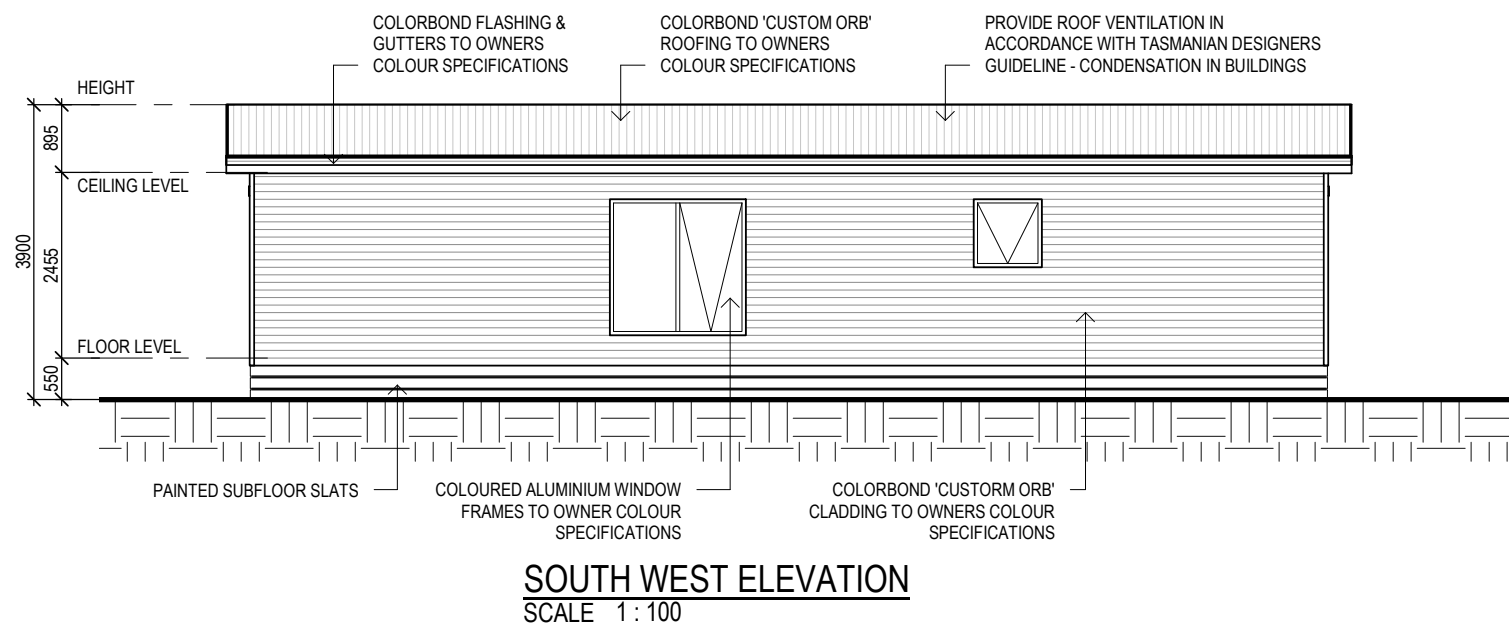 COLORBOND FLASHING &
GUTTERS TO OWNERS
COLOUR SPECIFICATIONS
COLORBOND 'CUSTOM ORB'
ROOFING TO OWNERS
COLOUR SPECIFICATIONS
PROVIDE ROOF VENTILATION IN
ACCORDANCE WITH TASMANIAN DESIGNERS
GUIDELINE - CONDENSATION IN BUILDINGS
HEIGHT
895
CEILING LEVEL
3900
2455
FLOOR LEVEL
550
PAINTED SUBFLOOR SLATS
COLOURED ALUMINIUM WINDOW
FRAMES TO OWNER COLOUR
SPECIFICATIONS
COLORBOND 'CUSTORM ORB'
CLADDING TO OWNERS COLOUR
SPECIFICATIONS
SOUTH WEST ELEVATION
SCALE 1 : 100